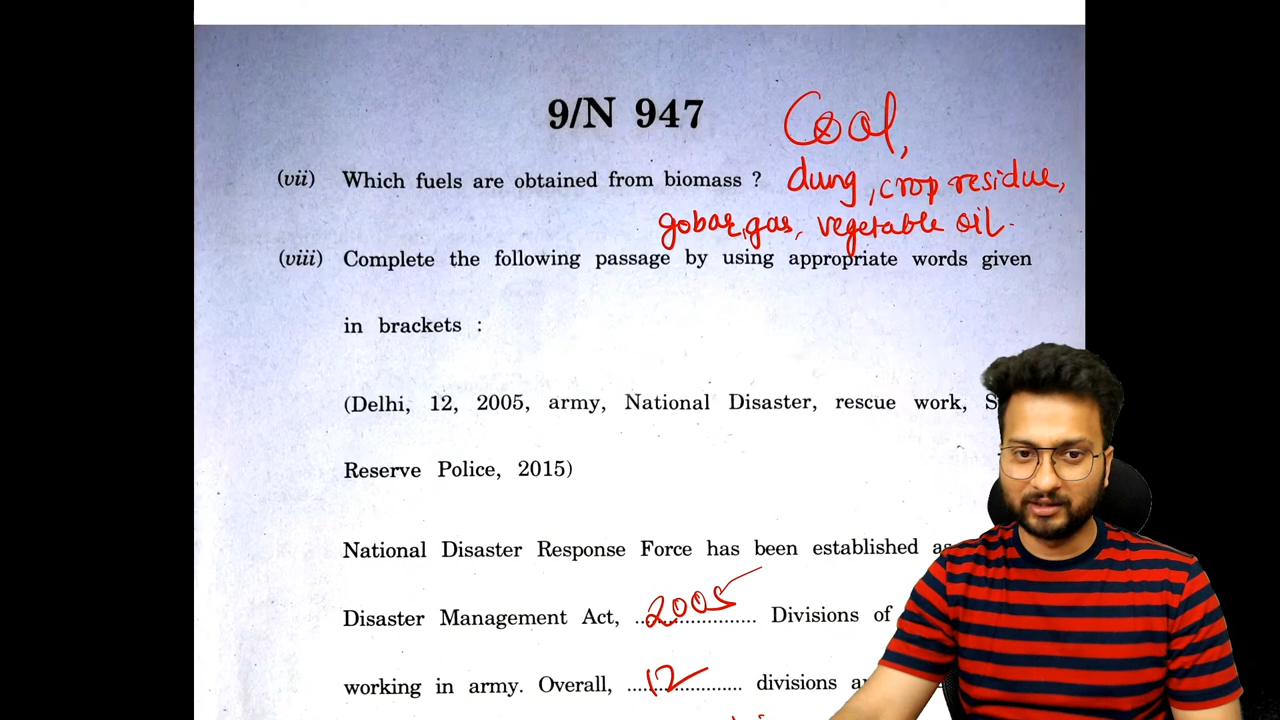 9/N 947
Coal,
(vii) Which fuels are obtained from biomass ? dung, crop residue,
gobar gas, vegetable oil.
(viii) Complete the following passage by using appropriate words given
in brackets :
(Delhi, 12, 2005, army, National Disaster, rescue work,
Reserve Police, 2015)
National Disaster Response Force has been established
Disaster Management Act, 2005 Divisions of
working in army. Overall, 12 divisions